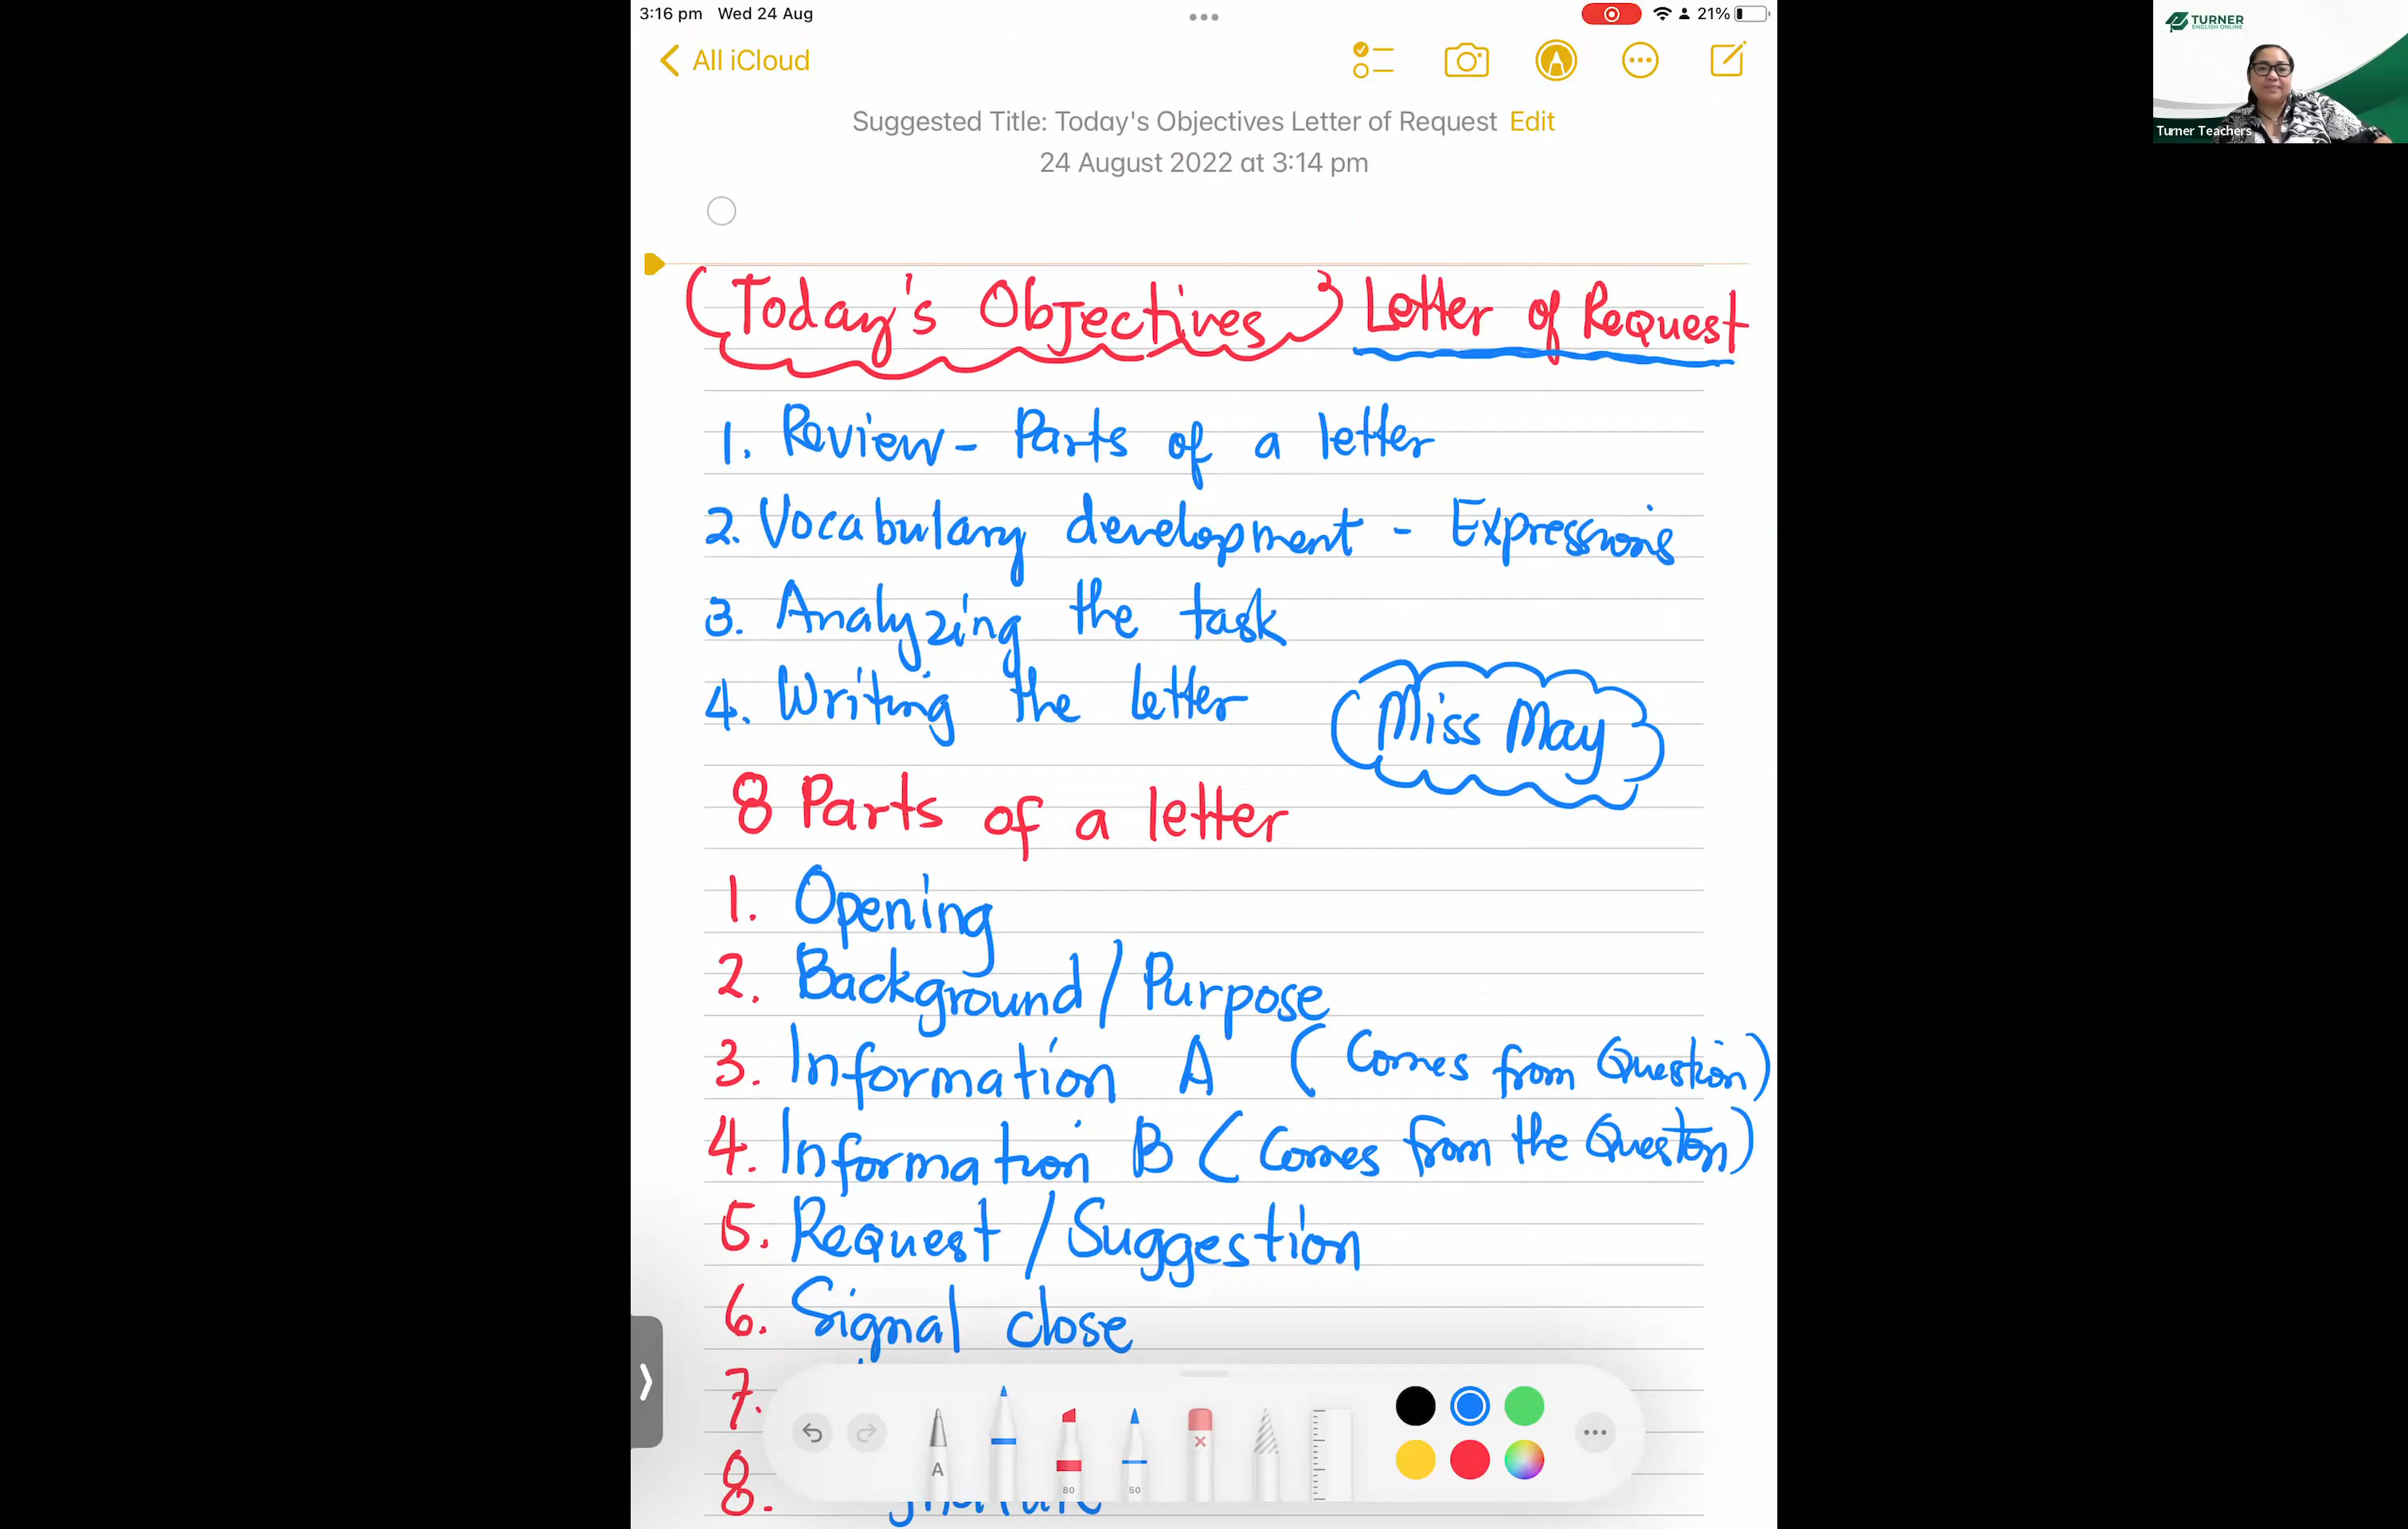 3:16 pm Wed 24 Aug
21%
TURNER
ENGLISH ONLINE
Turner Teachers
All iCloud
Suggested Title: Today's Objectives Letter of Request Edit
24 August 2022 at 3:14 pm
(Today's Objectives} Letter of Request
1. Review - Parts of a letter
2. Vocabulary development - Expressions
3. Analyzing the task
4. Writing the letter
(Miss May}
8 Parts of a letter
1. Opening
2. Background / Purpose
3. Information A (Comes from Question)
4. Information B (Comes from the Question)
5. Request / Suggestion
6. Signal close
7.
8.
A
80
50